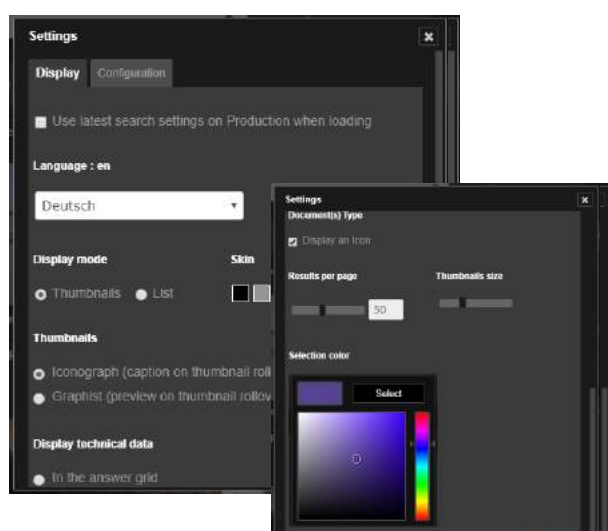 Settings
Display Configuration
Use latest search settings on Production when loading
Language : en
Deutsch
Display mode Skin
Thumbnails List
Thumbnails
Iconograph (caption on thumbnail roll
Graphist (preview on thumbnail rollov
Display technical data
In the answer grid
Settings
Document(s) Type
Display an Icon
Results per page Thumbnails size
50
Selection color
Select